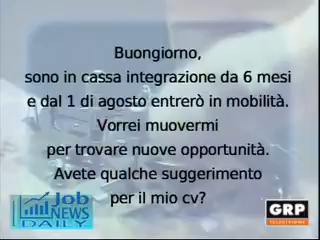 Buongiorno,
sono in cassa integrazione da 6 mesi
e dal 1 di agosto entrerò in mobilità.
Vorrei muovermi
per trovare nuove opportunità.
Avete qualche suggerimento
per il mio cv?
Job
NEWS
DAILY
GRP
TELEVISIONE